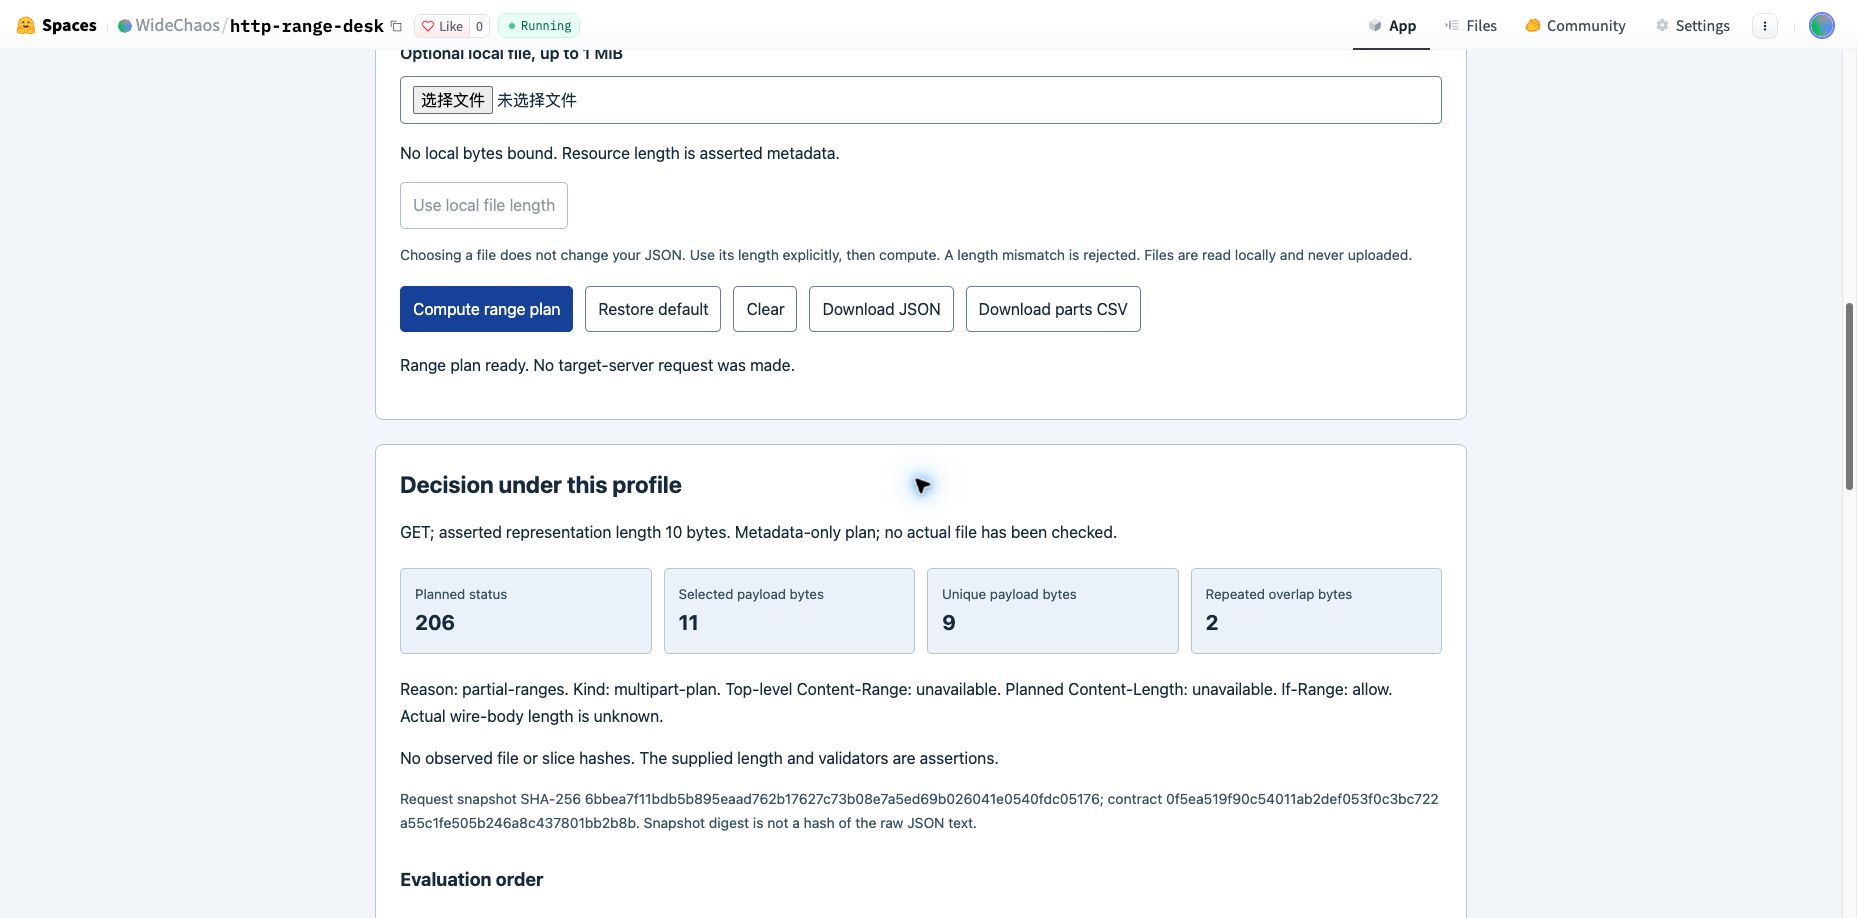 Spaces
WideChaos/http-range-desk
Like 0
Running
App
Files
Community
Settings
Optional local file, up to 1 MiB
选择文件 未选择文件
No local bytes bound. Resource length is asserted metadata.
Use local file length
Choosing a file does not change your JSON. Use its length explicitly, then compute. A length mismatch is rejected. Files are read locally and never uploaded.
Compute range plan
Restore default
Clear
Download JSON
Download parts CSV
Range plan ready. No target-server request was made.
Decision under this profile
GET; asserted representation length 10 bytes. Metadata-only plan; no actual file has been checked.
Planned status
206
Selected payload bytes
11
Unique payload bytes
9
Repeated overlap bytes
2
Reason: partial-ranges. Kind: multipart-plan. Top-level Content-Range: unavailable. Planned Content-Length: unavailable. If-Range: allow.
Actual wire-body length is unknown.
No observed file or slice hashes. The supplied length and validators are assertions.
Request snapshot SHA-256 6bbea7f11bdb5b895eaad762b17627c73b08e7a5ed69b026041e0540fdc05176; contract 0f5ea519f90c54011ab2def053f0c3bc722
a55c1fe505b246a8c437801bb2b8b. Snapshot digest is not a hash of the raw JSON text.
Evaluation order